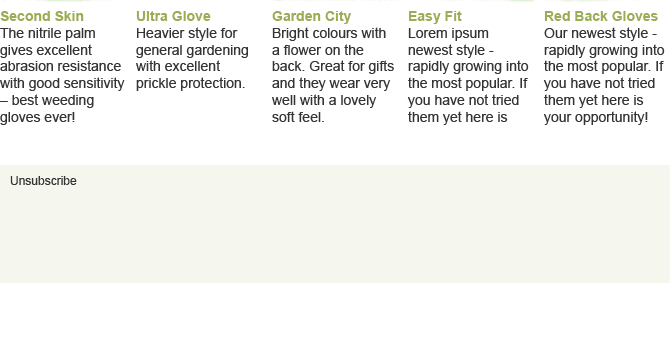 Second Skin
The nitrile palm
gives excellent
abrasion resistance
with good sensitivity
– best weeding
gloves ever!
Ultra Glove
Heavier style for
general gardening
with excellent
prickle protection.
Garden City
Bright colours with
a flower on the
back. Great for gifts
and they wear very
well with a lovely
soft feel.
Easy Fit
Lorem ipsum
newest style -
rapidly growing into
the most popular. If
you have not tried
them yet here is
Red Back Gloves
Our newest style -
rapidly growing into
the most popular. If
you have not tried
them yet here is
your opportunity!
Unsubscribe